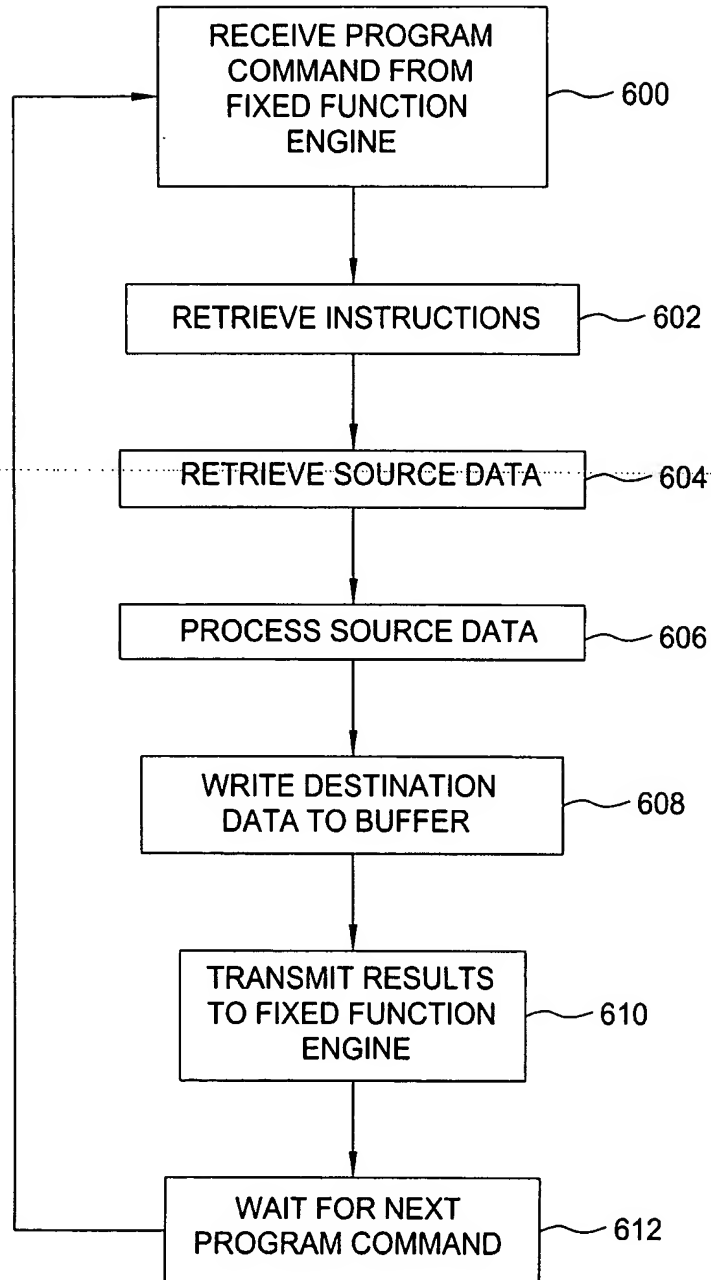 RECEIVE PROGRAM
COMMAND FROM
FIXED FUNCTION
ENGINE
600
RETRIEVE INSTRUCTIONS
602
RETRIEVE SOURCE DATA
604
PROCESS SOURCE DATA
606
WRITE DESTINATION
DATA TO BUFFER
608
TRANSMIT RESULTS
TO FIXED FUNCTION
ENGINE
610
WAIT FOR NEXT
PROGRAM COMMAND
612